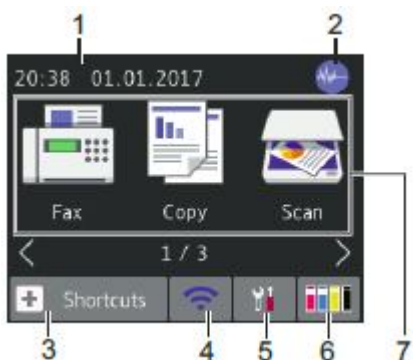 1 2
20:38 01.01.2017
Fax Copy Scan
< 1 / 3 >
+ Shortcuts
3 4 5 6 7